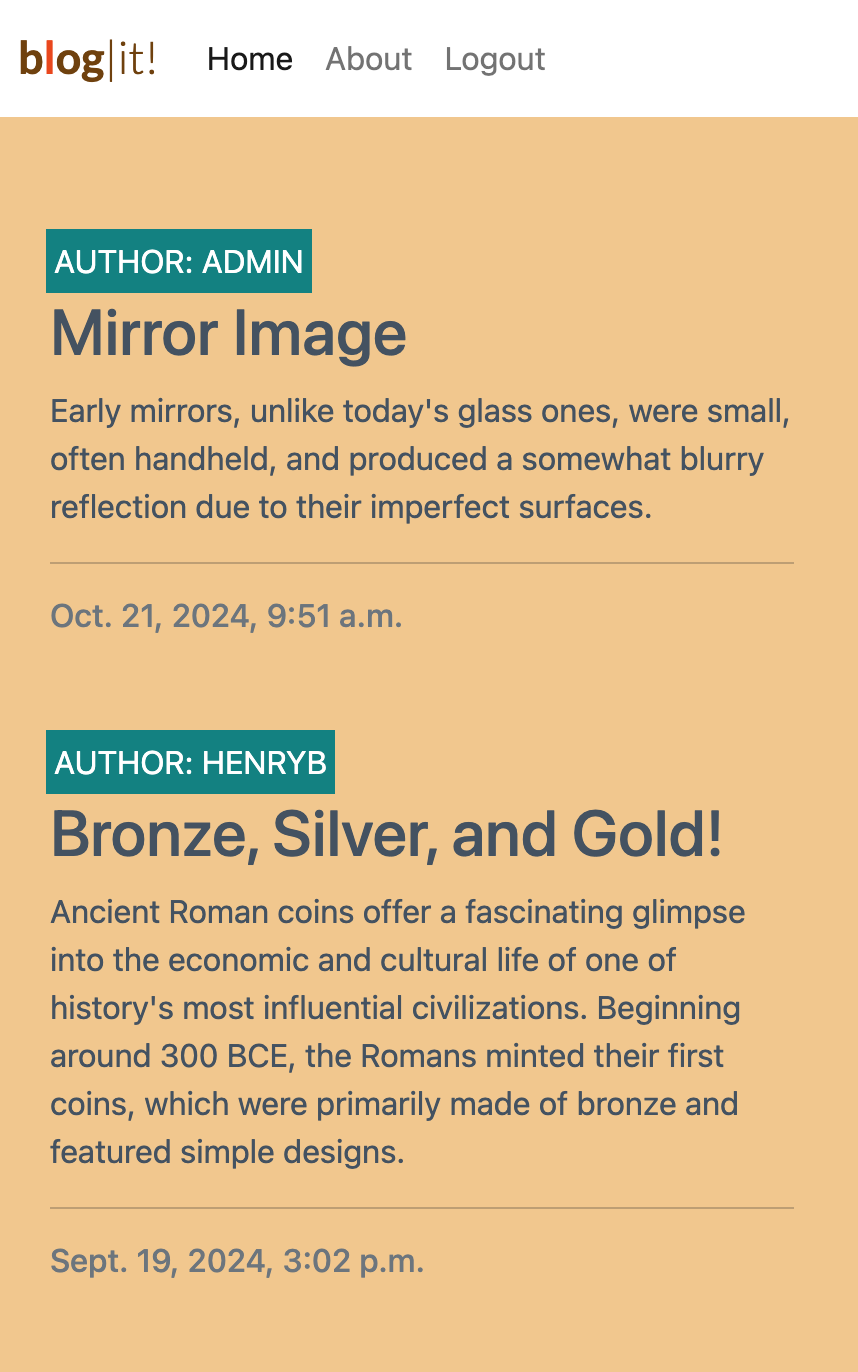 blog|it! Home About Logout
AUTHOR: ADMIN
Mirror Image
Early mirrors, unlike today's glass ones, were small,
often handheld, and produced a somewhat blurry
reflection due to their imperfect surfaces.
Oct. 21, 2024, 9:51 a.m.
AUTHOR: HENRYB
Bronze, Silver, and Gold!
Ancient Roman coins offer a fascinating glimpse
into the economic and cultural life of one of
history's most influential civilizations. Beginning
around 300 BCE, the Romans minted their first
coins, which were primarily made of bronze and
featured simple designs.
Sept. 19, 2024, 3:02 p.m.